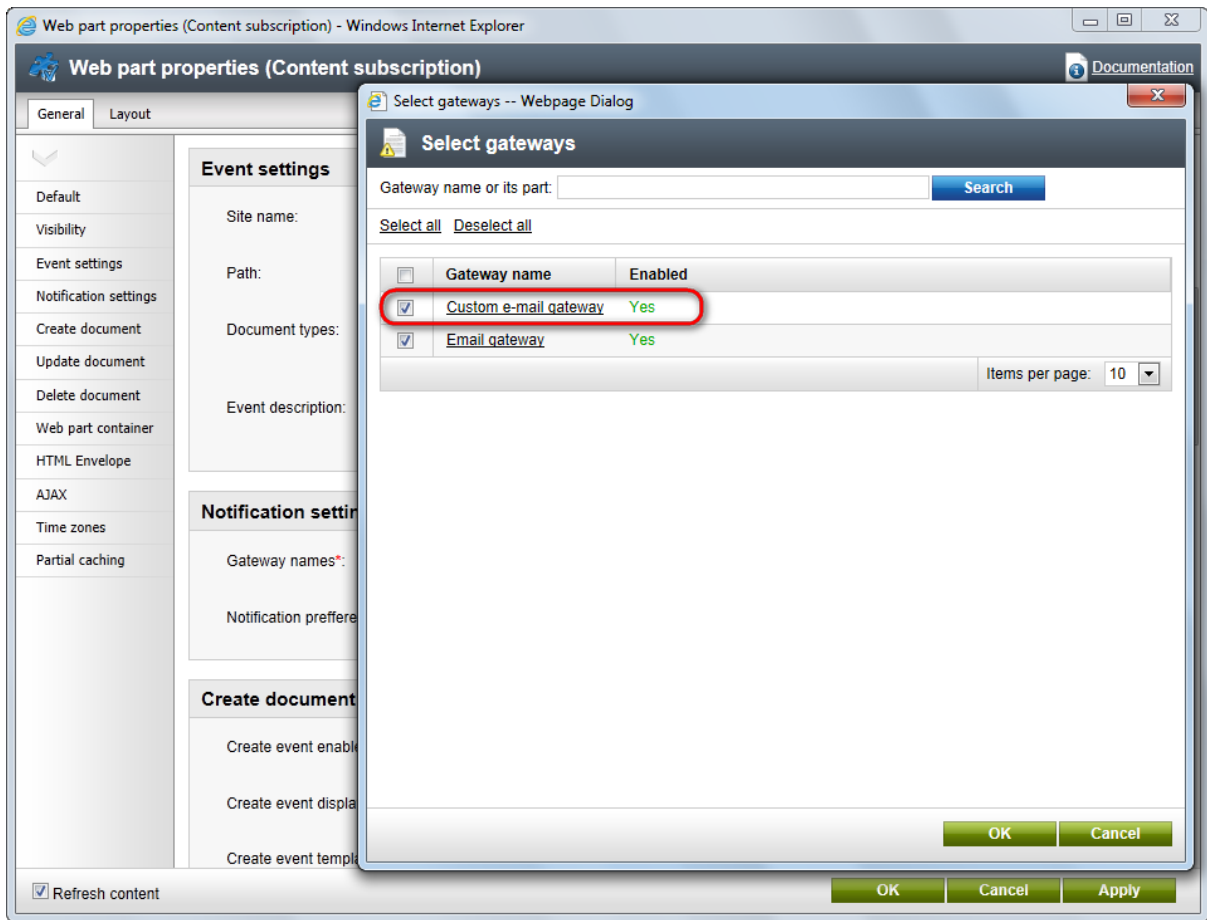 Web part properties (Content subscription) - Windows Internet Explorer
Web part properties (Content subscription)
Documentation
General Layout
Default
Visibility
Event settings
Notification settings
Create document
Update document
Delete document
Web part container
HTML Envelope
AJAX
Time zones
Partial caching
Event settings
Site name:
Path:
Document types:
Event description:
Notification settin
Gateway names*:
Notification preffere
Create document
Create event enable
Create event displa
Create event templa
Select gateways -- Webpage Dialog
Select gateways
Gateway name or its part: Search
Select all Deselect all
Gateway name Enabled
Custom e-mail gateway Yes
Email gateway Yes
Items per page: 10
OK Cancel
Refresh content
OK Cancel Apply